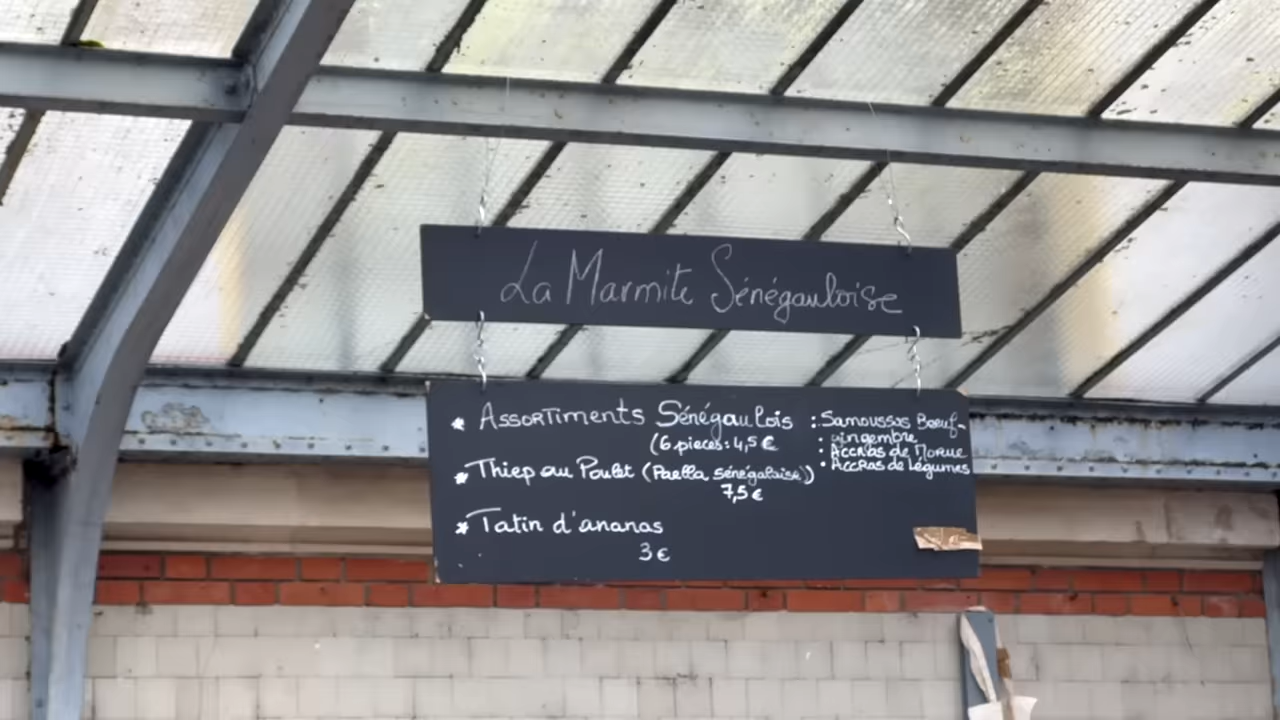 La Marmite Sénégauloise
* Assortiments Sénégaulois : Samoussas Boeuf-
gingembre
(6 pièces : 4,5 €
• Accras de Morue
• Accras de Légumes
* Thiep au Poulet (Paella sénégalaise))
7,5 €
* Tatin d'ananas
3 €